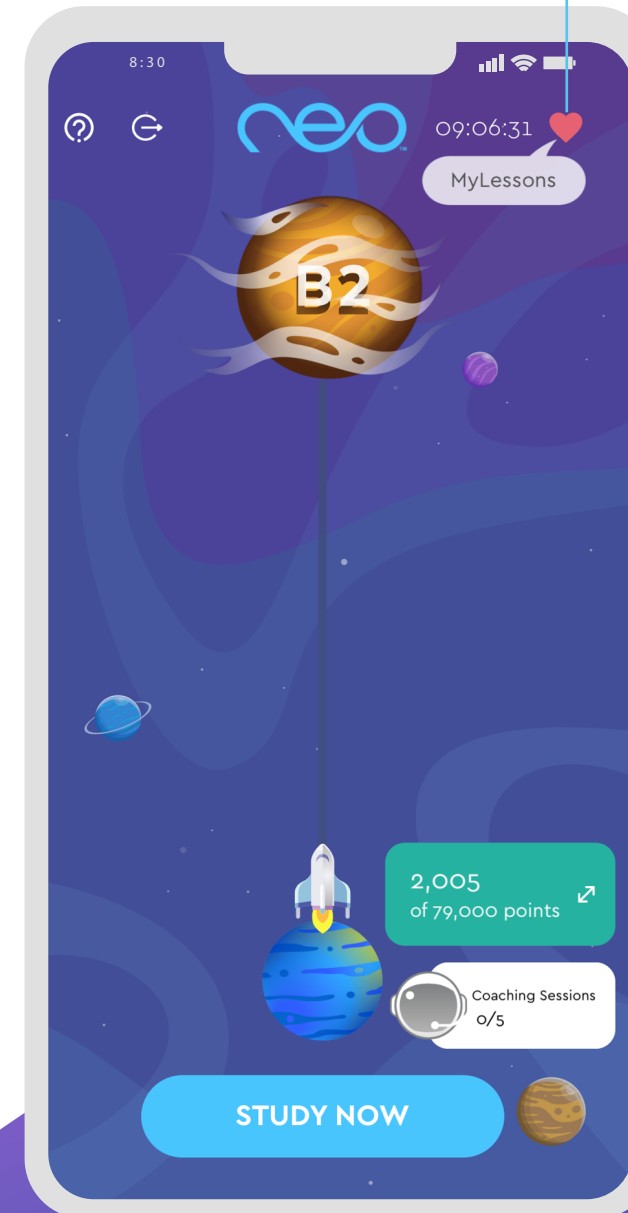 8:30
neo™
09:06:31
MyLessons
B2
2,005
of 79,000 points
Coaching Sessions
0/5
STUDY NOW